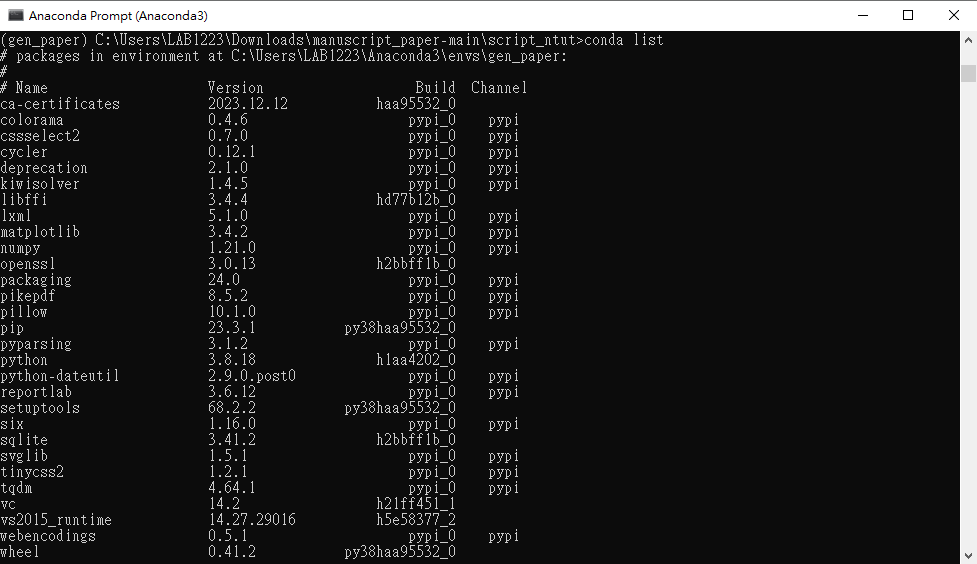 Anaconda Prompt (Anaconda3)
(gen_paper) C:\Users\LAB1223\Downloads\manuscript_paper-main\script_ntut>conda list
# packages in environment at C:\Users\LAB1223\Anaconda3\envs\gen_paper:
#
# Name Version Build Channel
ca-certificates 2023.12.12 haa95532_0
colorama 0.4.6 pypi_0 pypi
cssselect2 0.7.0 pypi_0 pypi
cycler 0.12.1 pypi_0 pypi
deprecation 2.1.0 pypi_0 pypi
kiwisolver 1.4.5 pypi_0 pypi
libffi 3.4.4 hd77b12b_0
lxml 5.1.0 pypi_0 pypi
matplotlib 3.4.2 pypi_0 pypi
numpy 1.21.0 pypi_0 pypi
openssl 3.0.13 h2bbff1b_0
packaging 24.0 pypi_0 pypi
pikepdf 8.5.2 pypi_0 pypi
pillow 10.1.0 pypi_0 pypi
pip 23.3.1 py38haa95532_0
pyparsing 3.1.2 pypi_0 pypi
python 3.8.18 h1aa4202_0
python-dateutil 2.9.0.post0 pypi_0 pypi
reportlab 3.6.12 pypi_0 pypi
setuptools 68.2.2 py38haa95532_0
six 1.16.0 pypi_0 pypi
sqlite 3.41.2 h2bbff1b_0
svglib 1.5.1 pypi_0 pypi
tinycss2 1.2.1 pypi_0 pypi
tqdm 4.64.1 pypi_0 pypi
vc 14.2 h21ff451_1
vs2015_runtime 14.27.29016 h5e58377_2
webencodings 0.5.1 pypi_0 pypi
wheel 0.41.2 py38haa95532_0